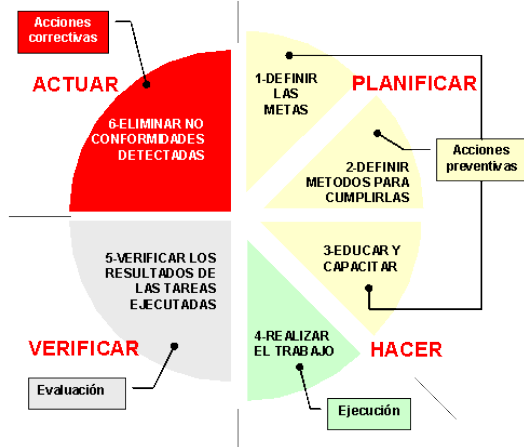 Acciones
correctivas
ACTUAR
6-ELIMINAR NO
CONFORMIDADES
DETECTADAS
1-DEFINIR
LAS
METAS
PLANIFICAR
Acciones
preventivas
2-DEFINIR
METODOS PARA
CUMPLIRLAS
3-EDUCAR Y
CAPACITAR
HACER
4-REALIZAR
EL TRABAJO
Ejecución
5-VERIFICAR LOS
RESULTADOS DE
LAS TAREAS
EJECUTADAS
VERIFICAR
Evaluación